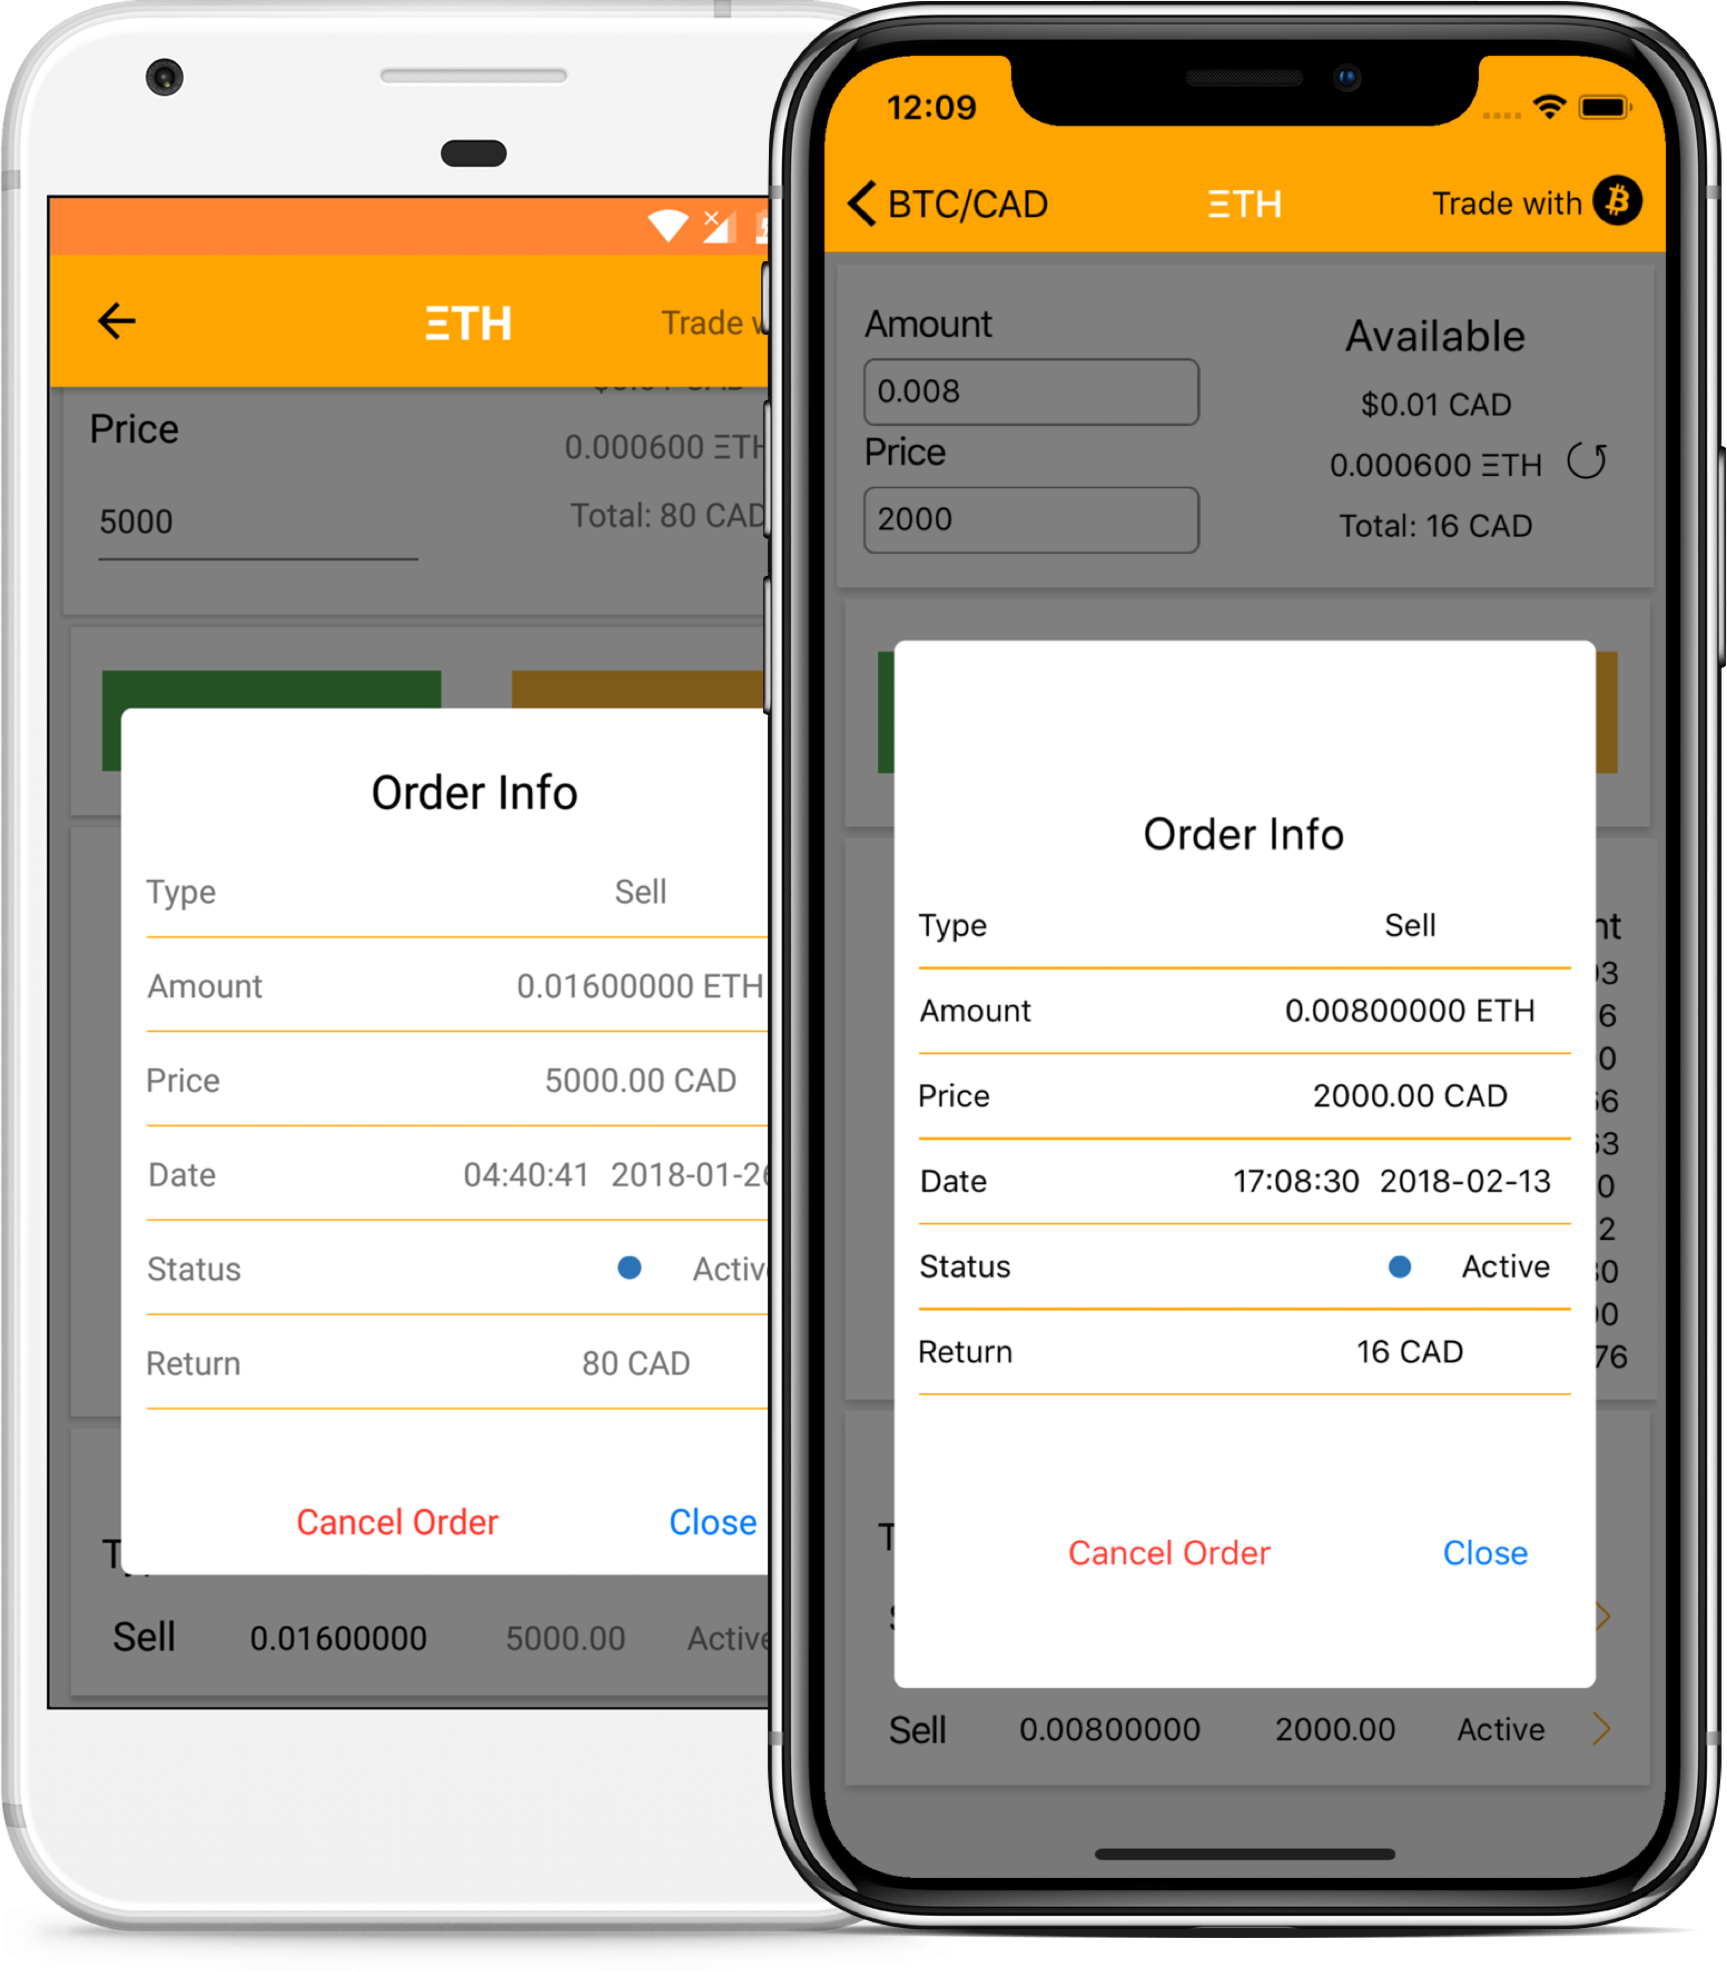 ΞTH
Trade
Price
0.000600 ΞTH
5000
Total: 80 CAD
Order Info
Type Sell
Amount 0.01600000 ETH
Price 5000.00 CAD
Date 04:40:41 2018-01-26
Status Active
Return 80 CAD
Cancel Order Close
Sell 0.01600000 5000.00 Active
12:09
BTC/CAD ΞTH Trade with
Amount
Available
0.008
$0.01 CAD
Price
0.000600 ΞTH
2000
Total: 16 CAD
Order Info
Type Sell
Amount 0.00800000 ETH
Price 2000.00 CAD
Date 17:08:30 2018-02-13
Status Active
Return 16 CAD
Cancel Order Close
Sell 0.00800000 2000.00 Active